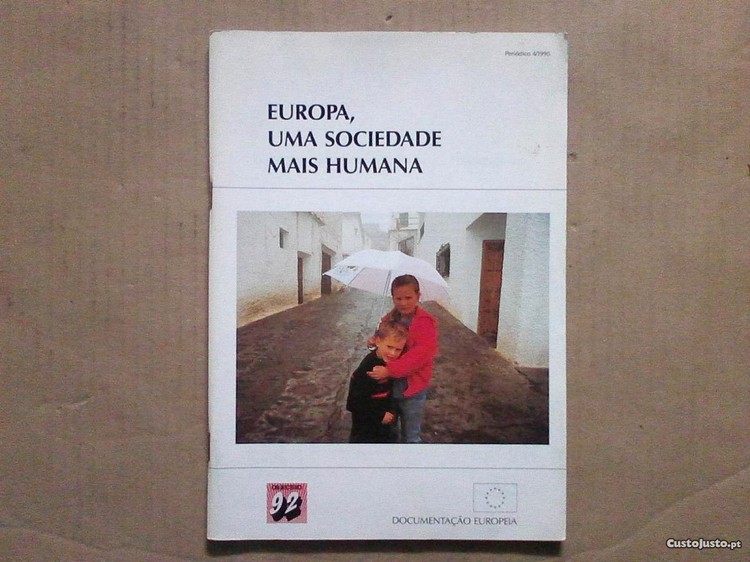 Periódico 4/1990
EUROPA,
UMA SOCIEDADE
MAIS HUMANA
OBJECTIVO
92
DOCUMENTAÇÃO EUROPEIA
CustoJusto.pt